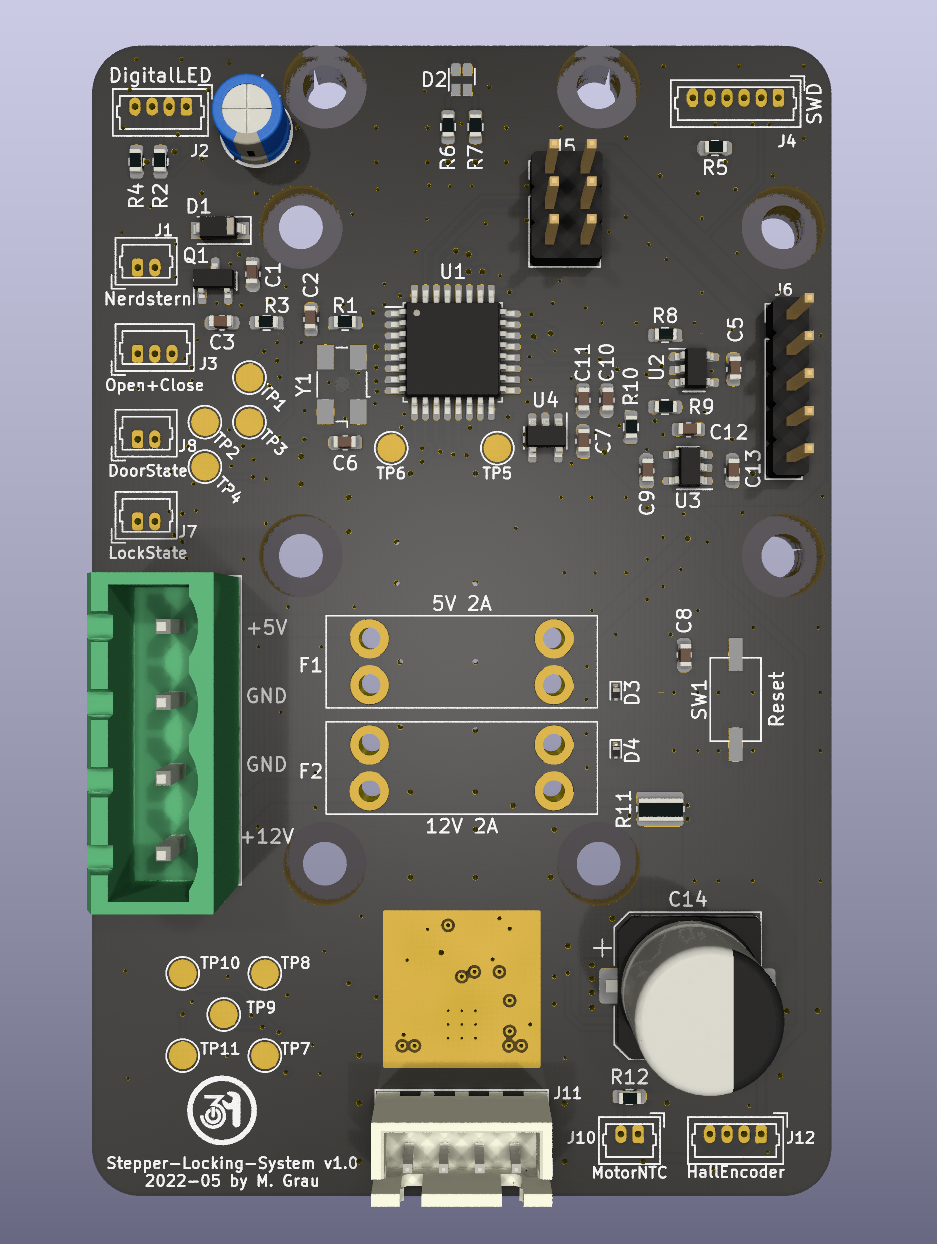 DigitalLED
D2
SWD
J2
J4
J5
R4
R2
R6
R7
R5
D1
J1
Q1
C1
U1
Nerdstern
C2
J6
R3
R1
R8
C5
C3
J3
U2
Open+Close
TP1
Y1
C11
C10
R10
R9
U4
TP2
TP3
C7
C12
DoorState
C6
TP6
TP5
C9
U3
C13
TP4
J7
LockState
5V 2A
+5V
C8
F1
GND
D3
SW1
Reset
GND
F2
D4
R11
+12V
12V 2A
C14
+
TP10
TP8
TP9
TP11
TP7
R12
J11
J10
J12
Stepper-Locking-System v1.0
2022-05 by M. Grau
MotorNTC
HallEncoder